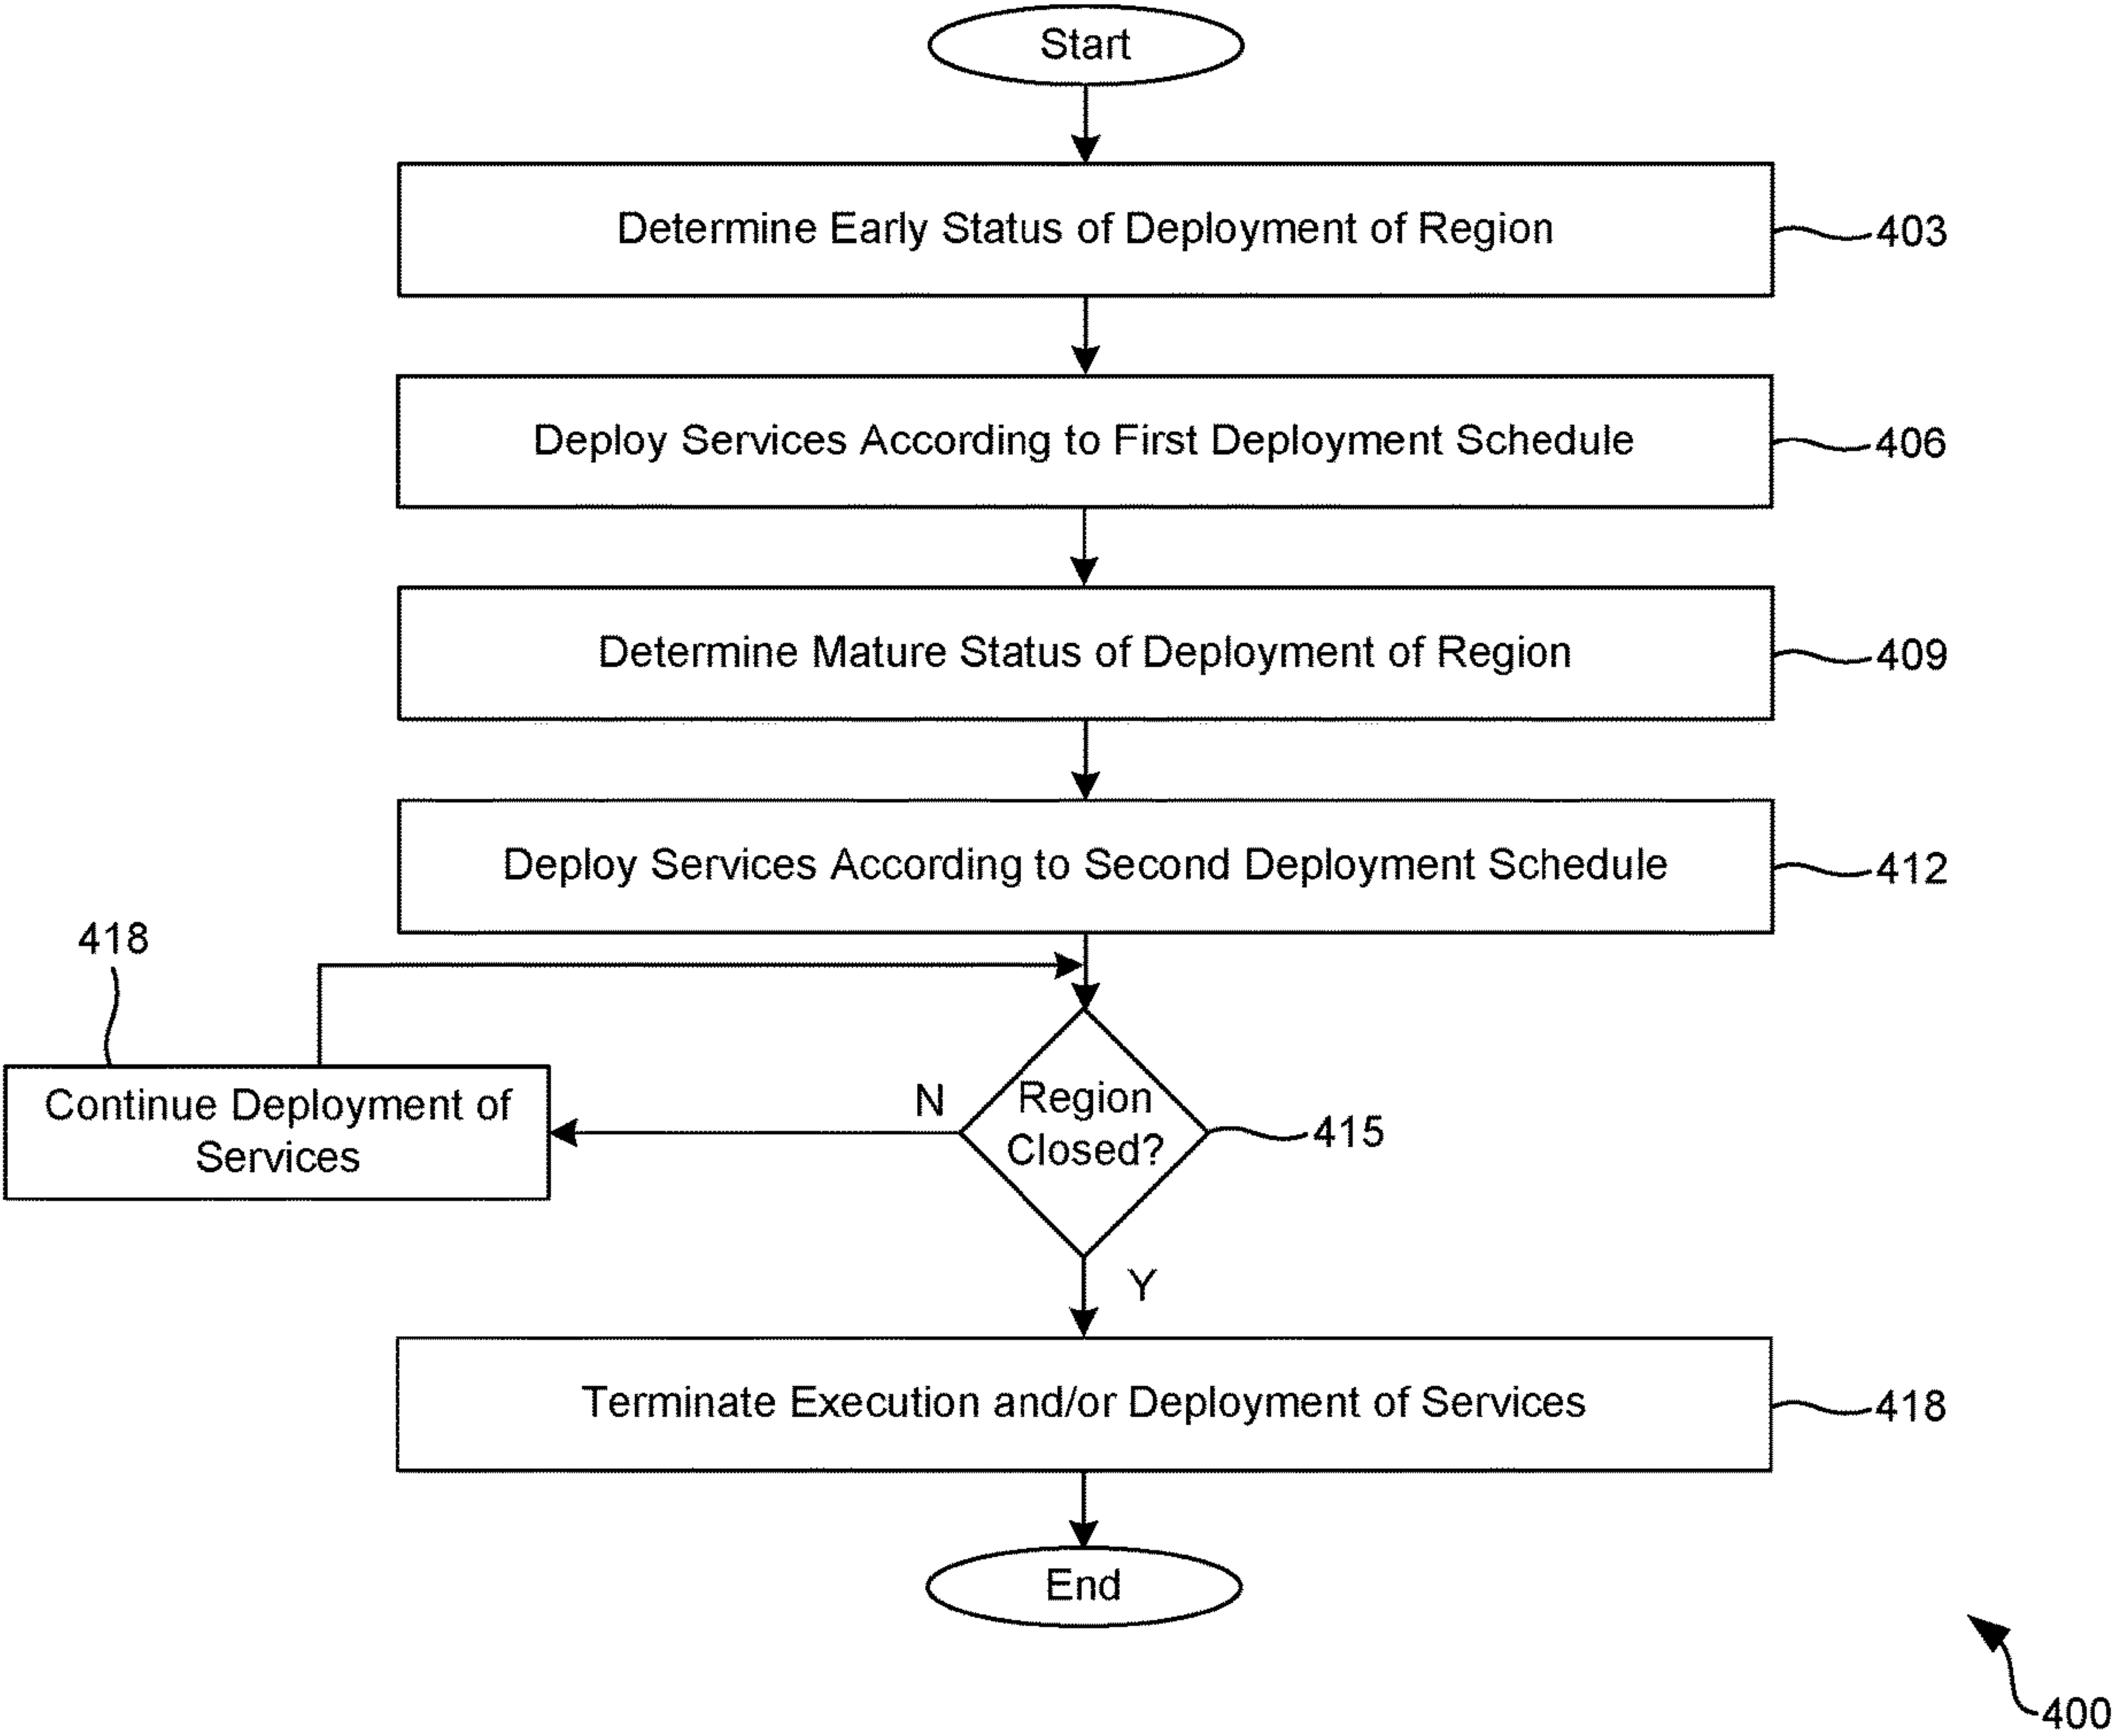 Start
Determine Early Status of Deployment of Region
403
Deploy Services According to First Deployment Schedule
406
Determine Mature Status of Deployment of Region
409
Deploy Services According to Second Deployment Schedule
412
418
Continue Deployment of
Services
N
Region
Closed?
415
Y
Terminate Execution and/or Deployment of Services
418
End
400